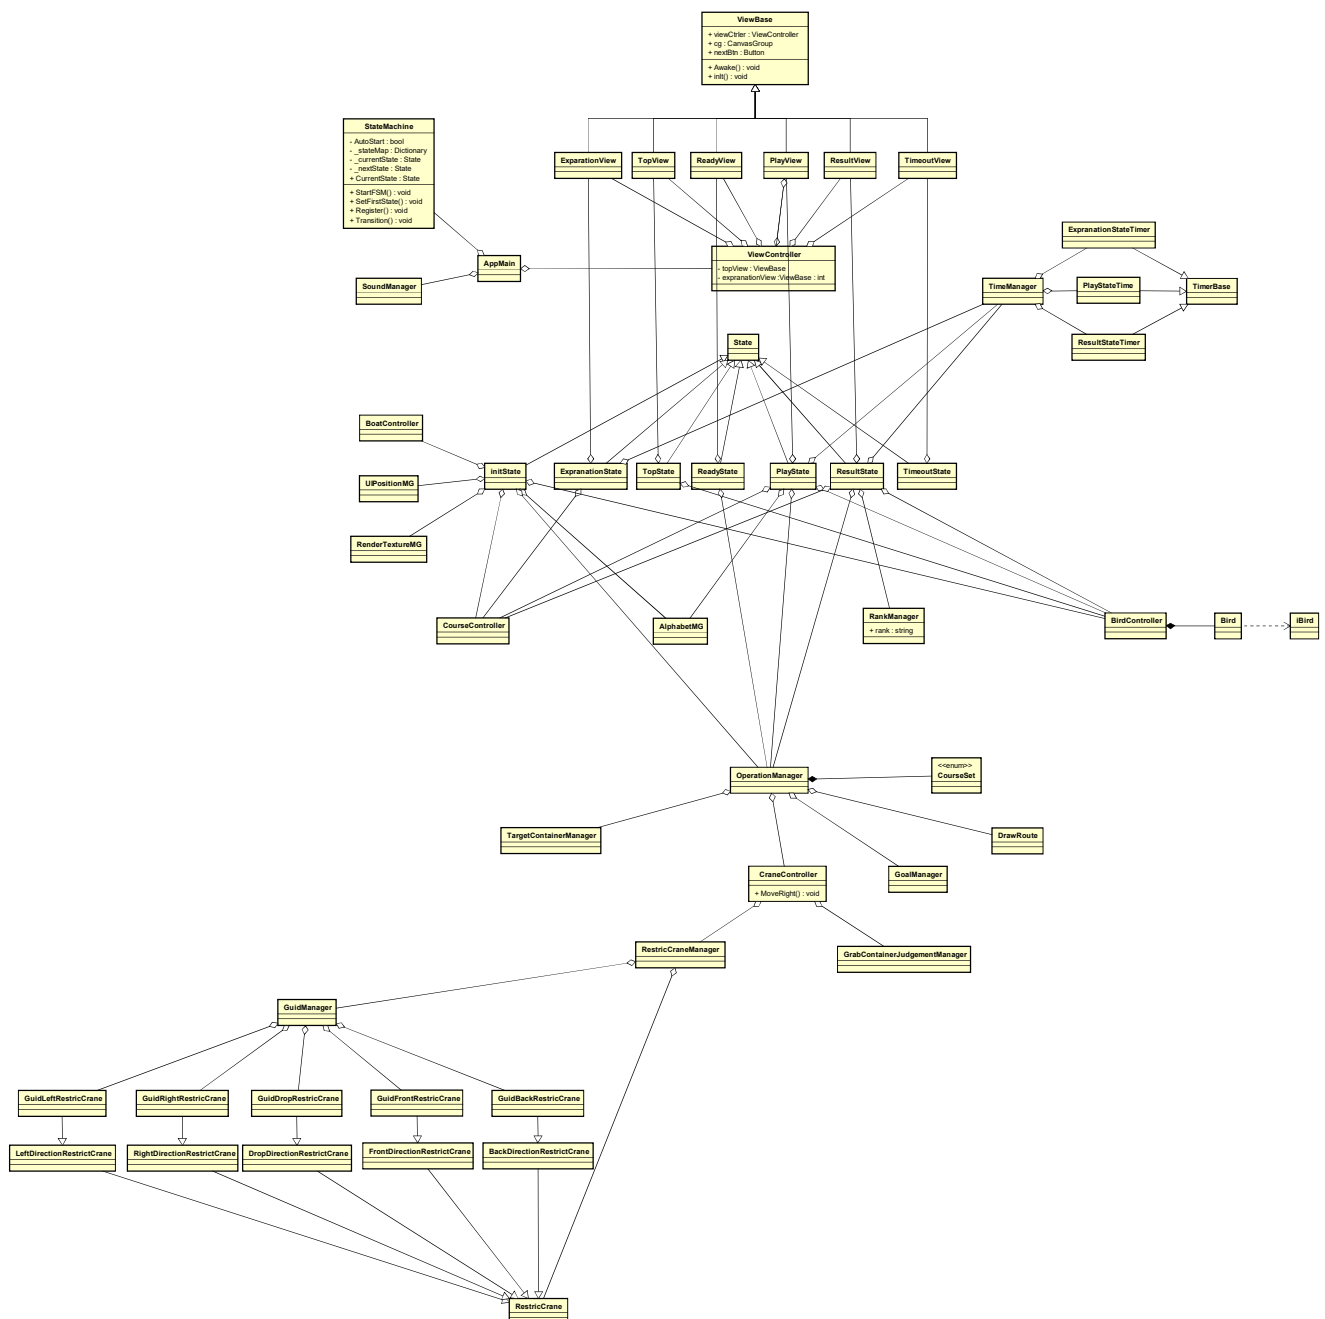 ViewBase
+ viewCtrler : ViewController
+ cg : CanvasGroup
+ nextBtn : Button
+ Awake() : void
+ inIt() : void
StateMachine
- AutoStart : bool
- _stateMap : Dictionary
- _currentState : State
- _nextState : State
+ CurrentState : State
+ StartFSM() : void
+ SetFirstState() : void
+ Register() : void
+ Transition() : void
ExparationView
TopView
ReadyView
PlayView
ResultView
TimeoutView
ExpranationStateTimer
AppMain
ViewController
- topView : ViewBase
- expranationView :ViewBase : int
SoundManager
TimeManager
PlayStateTime
TimerBase
State
ResultStateTimer
BoatController
initState
ExpranationState
TopState
ReadyState
PlayState
ResultState
TimeoutState
UIPositionMG
RenderTextureMG
CourseController
AlphabetMG
RankManager
+ rank : string
BirdController
Bird
iBird
OperationManager
<<enum>>
CourseSet
TargetContainerManager
DrawRoute
CraneController
+ MoveRight() : void
GoalManager
RestricCraneManager
GrabContainerJudgementManager
GuidManager
GuidLeftRestricCrane
GuidRightRestricCrane
GuidDropRestricCrane
GuidFrontRestricCrane
GuidBackRestricCrane
LeftDirectionRestrictCrane
RightDirectionRestrictCrane
DropDirectionRestrictCrane
FrontDirectionRestrictCrane
BackDirectionRestrictCrane
RestricCrane